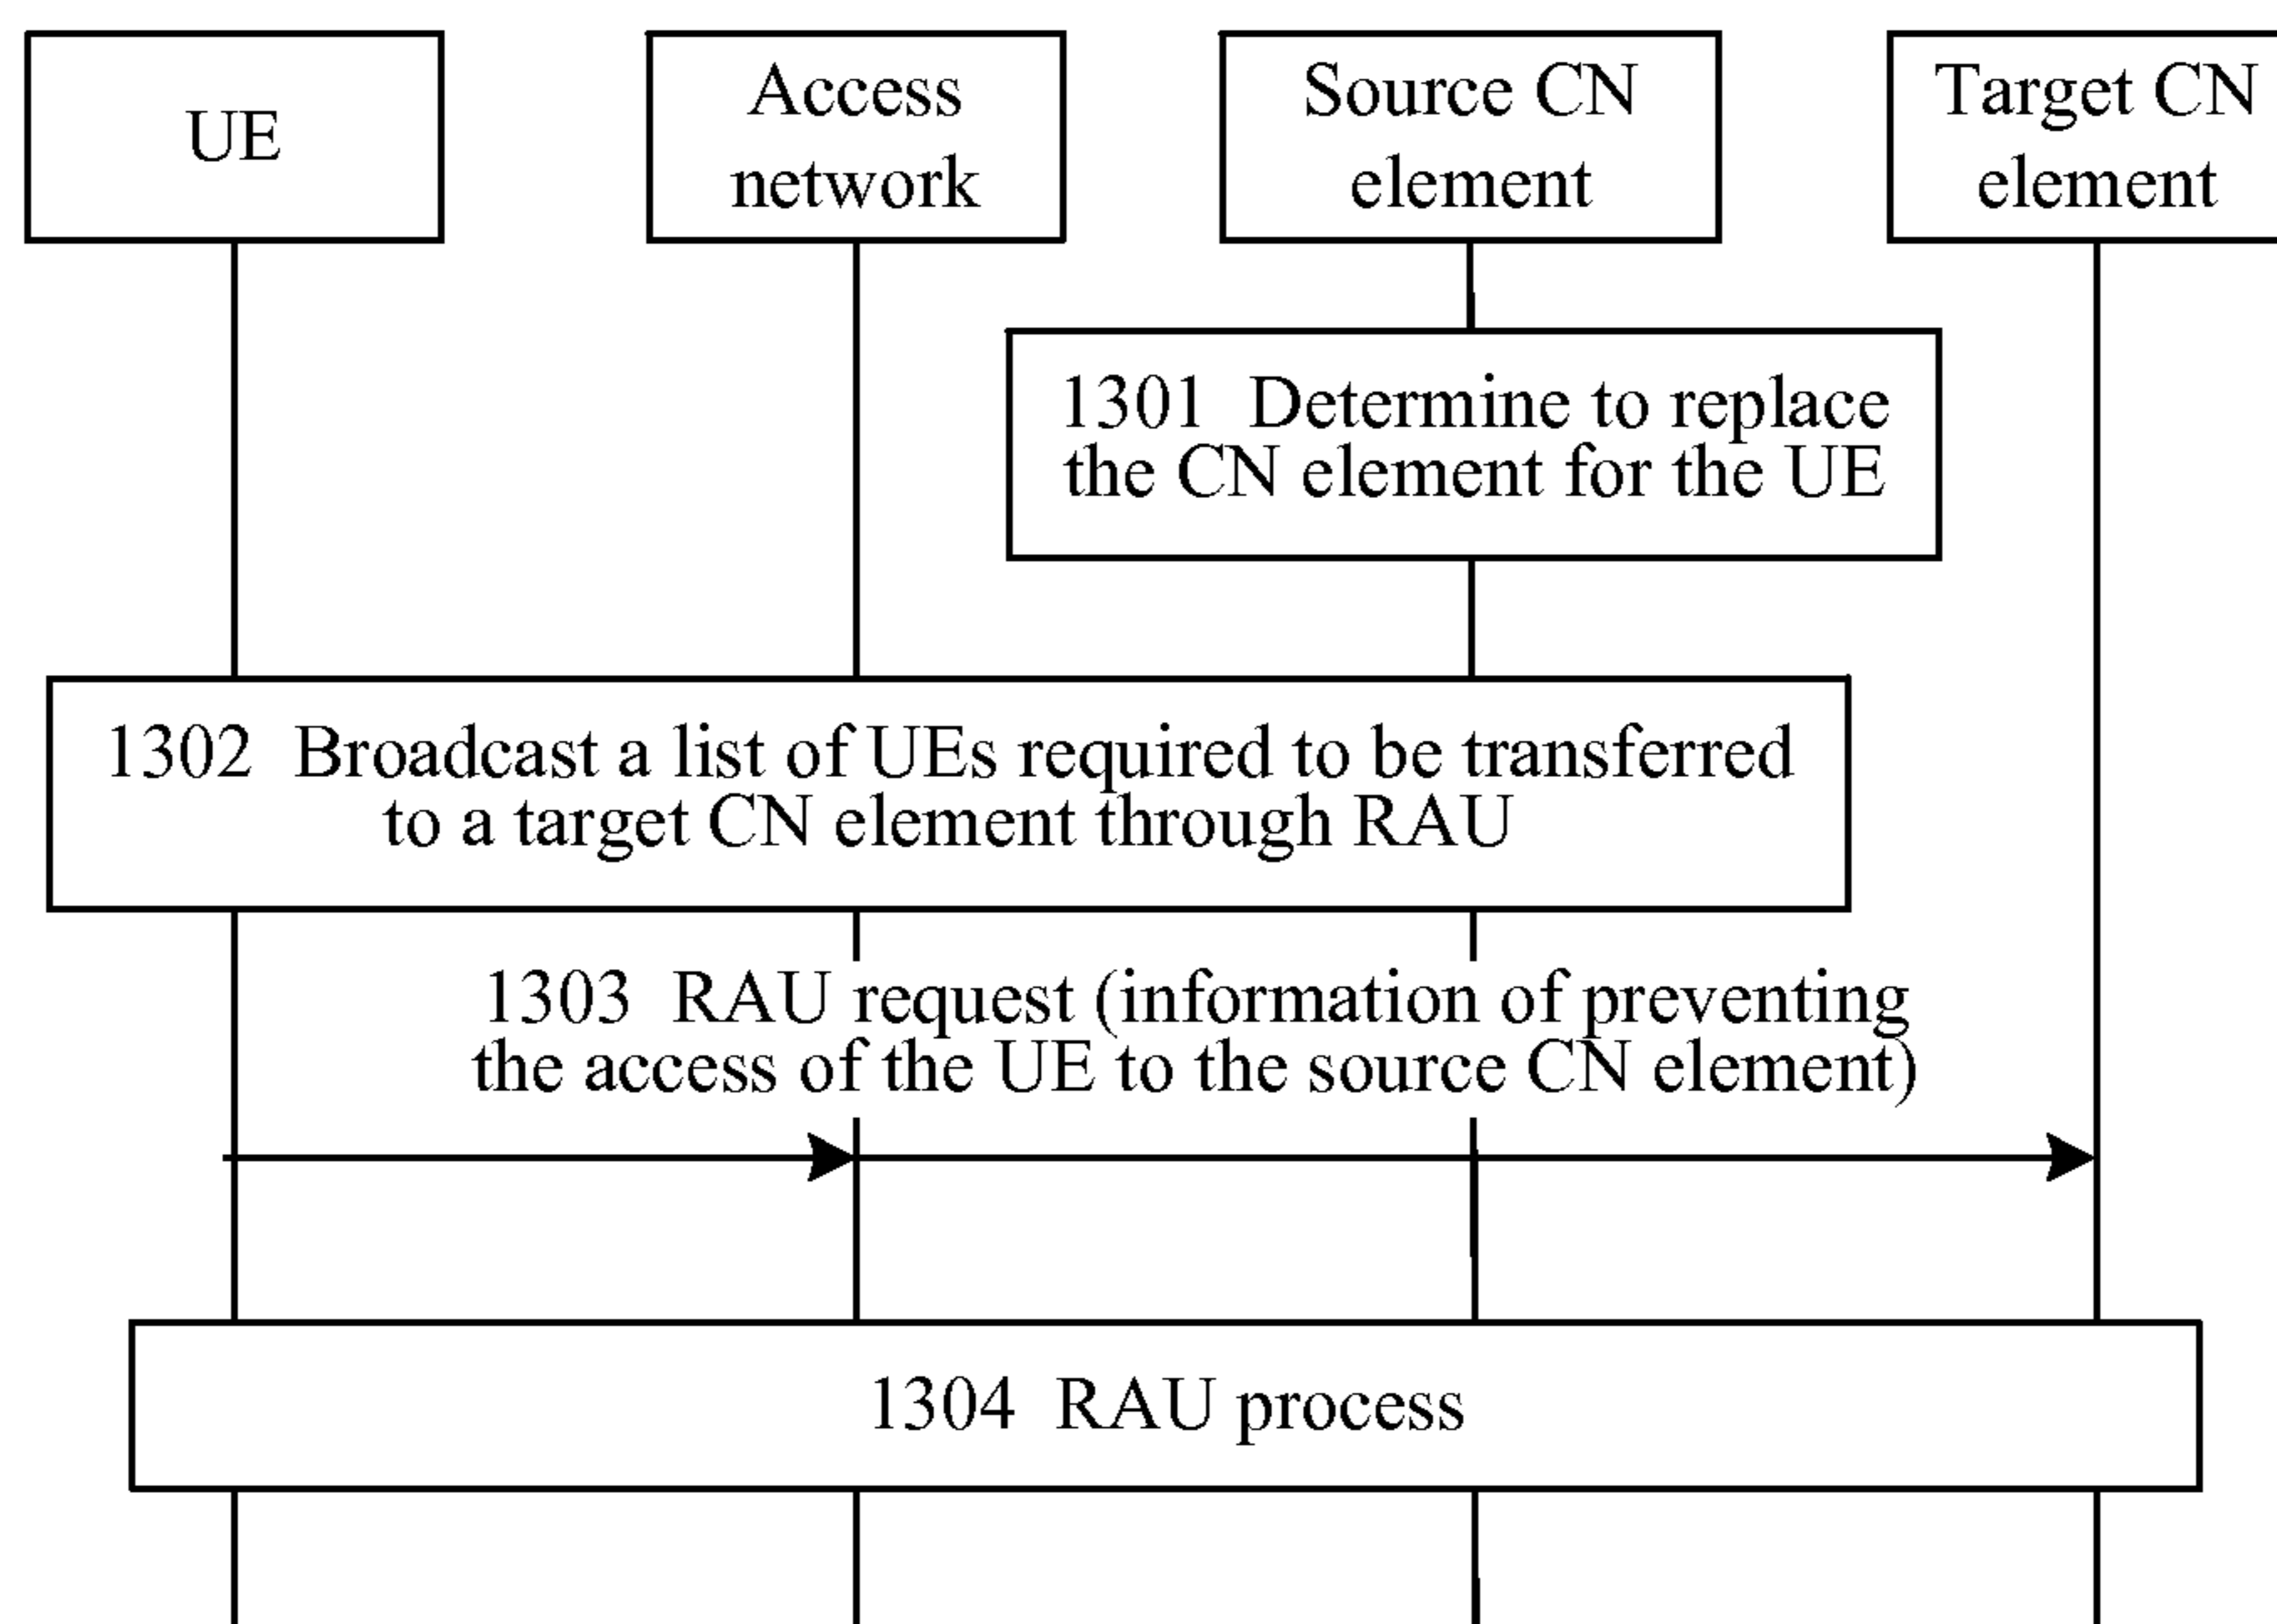 UE
Access
network
Source CN
element
Target CN
element
1301 Determine to replace
the CN element for the UE
1302 Broadcast a list of UEs required to be transferred
to a target CN element through RAU
1303 RAU request (information of preventing
the access of the UE to the source CN element)
1304 RAU process